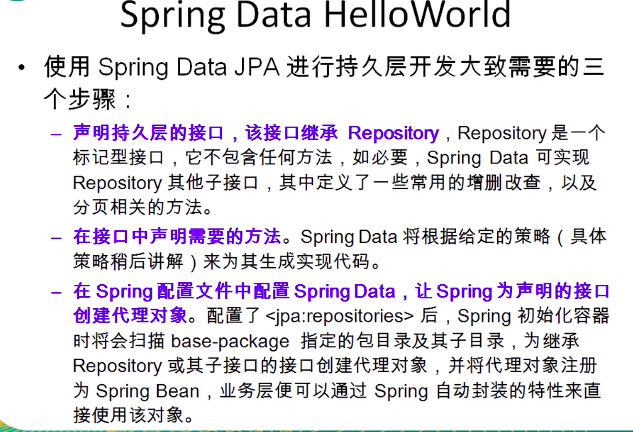 Spring Data HelloWorld
• 使用 Spring Data JPA 进行持久层开发大致需要的三
个步骤：
– 声明持久层的接口，该接口继承 Repository，Repository 是一个
标记型接口，它不包含任何方法，如必要，Spring Data 可实现
Repository 其他子接口，其中定义了一些常用的增删改查，以及
分页相关的方法。
– 在接口中声明需要的方法。Spring Data 将根据给定的策略（具体
策略稍后讲解）来为其生成实现代码。
– 在 Spring 配置文件中配置 Spring Data，让 Spring 为声明的接口
创建代理对象。配置了 <jpa:repositories> 后，Spring 初始化容器
时将会扫描 base-package 指定的包目录及其子目录，为继承
Repository 或其子接口的接口创建代理对象，并将代理对象注册
为 Spring Bean，业务层便可以通过 Spring 自动封装的特性来直
接使用该对象。